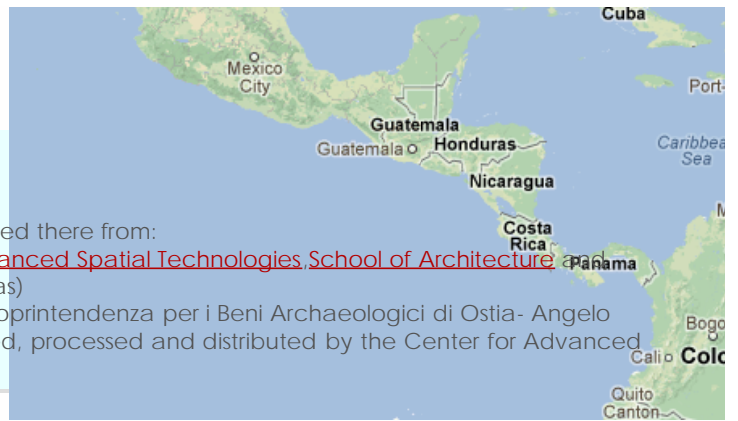 Cuba
Mexico
City
Port-
Guatemala
Guatemala
Honduras
Caribbea
Sea
Nicaragua
ed there from:
Costa
Rica
anced Spatial Technologies,School of Architecture and
Panama
as)
oprintendenza per i Beni Archaeologici di Ostia- Angelo
Bogo
d, processed and distributed by the Center for Advanced
Cali
Colo
Quito
Canton